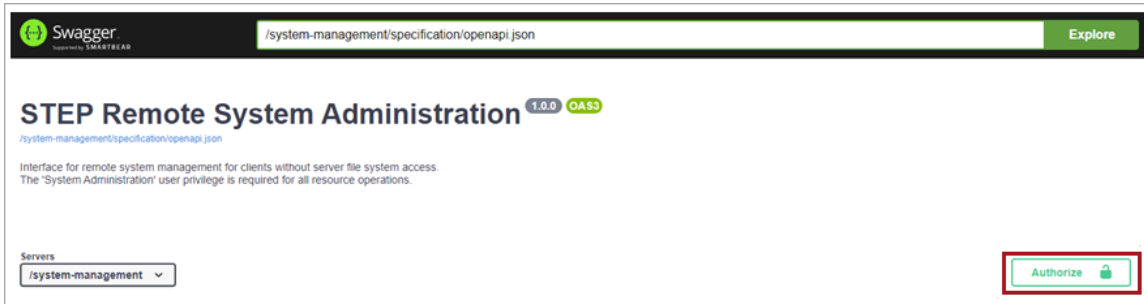 Swagger.
Supported by SMARTBEAR
/system-management/specification/openapi.json
Explore
STEP Remote System Administration 1.0.0 OAS3
/system-management/specification/openapi.json
Interface for remote system management for clients without server file system access.
The 'System Administration' user privilege is required for all resource operations.
Servers
/system-management
Authorize